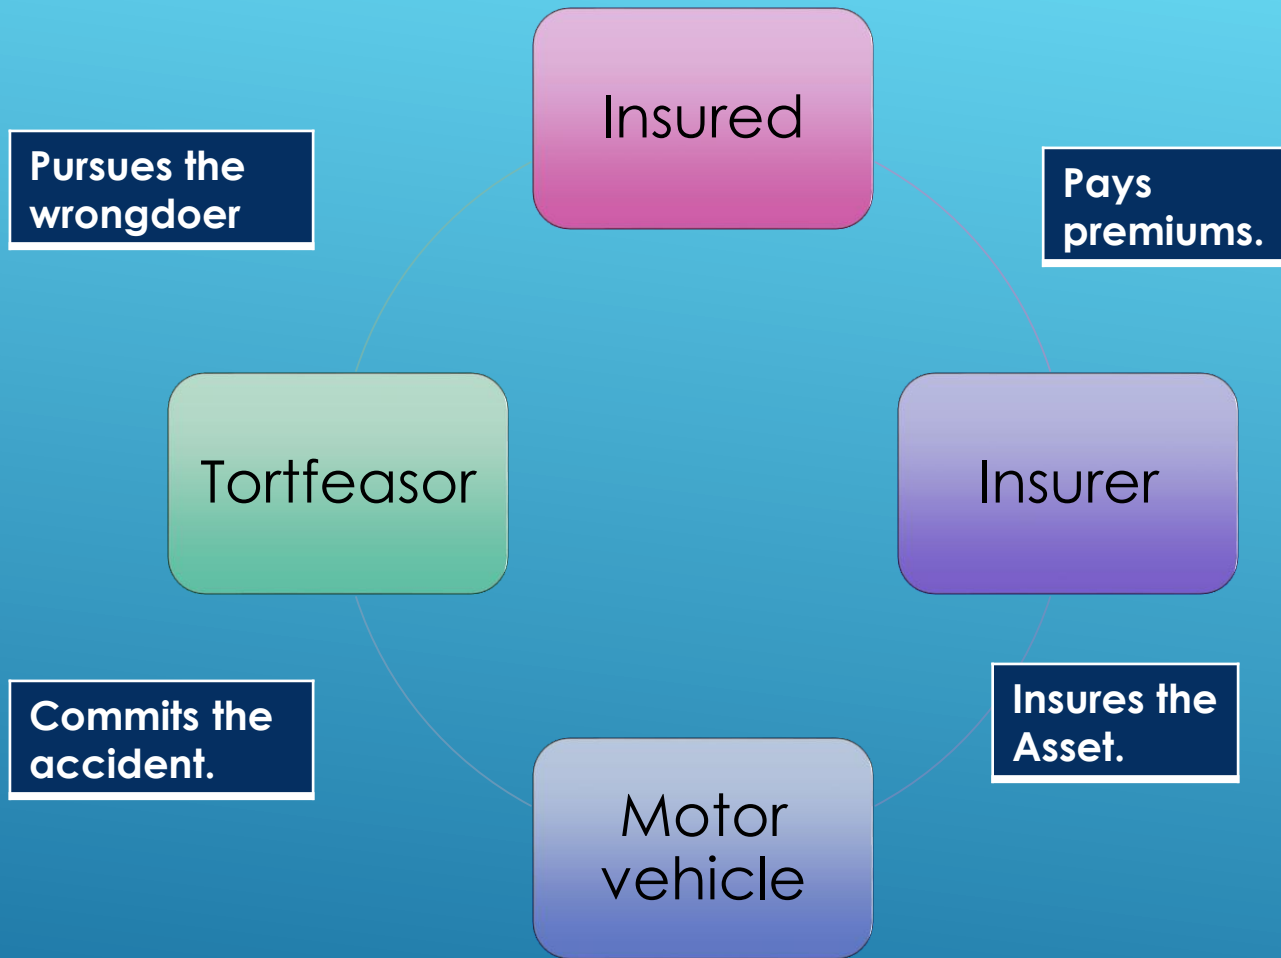 Insured
Pursues the
wrongdoer
Pays
premiums.
Tortfeasor
Insurer
Commits the
accident.
Insures the
Asset.
Motor
vehicle